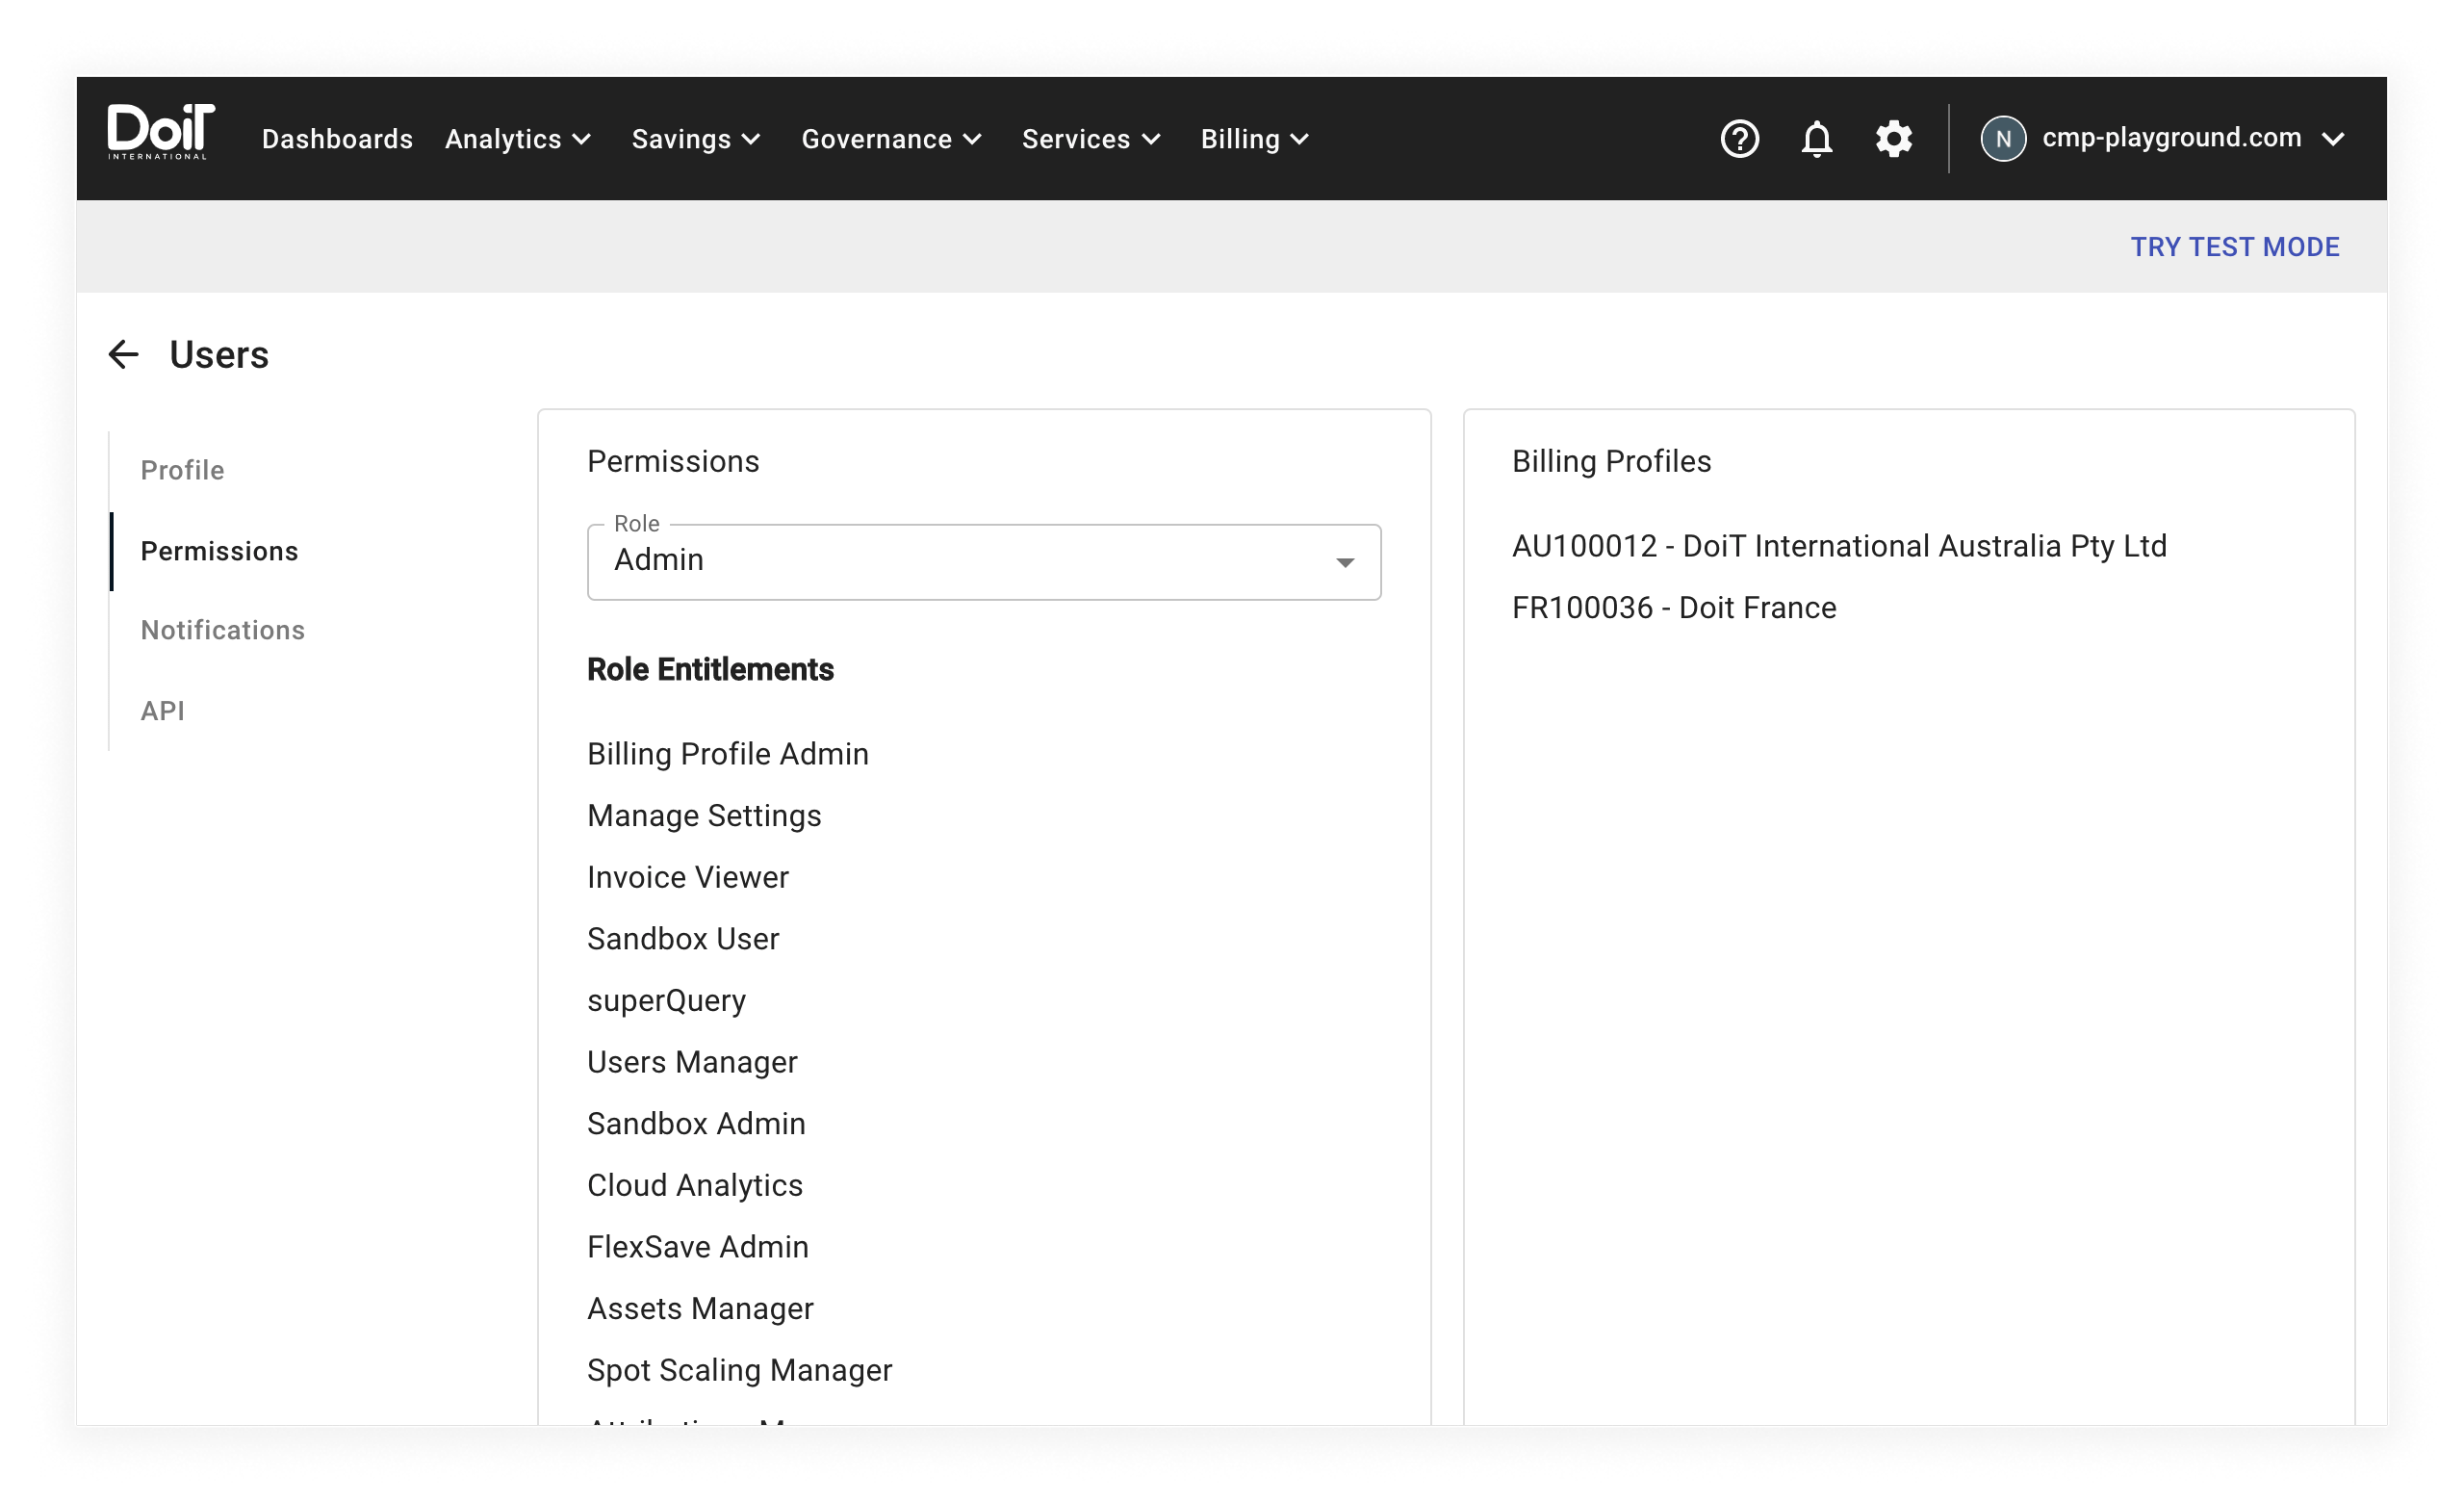 DoiT
INTERNATIONAL
Dashboards Analytics Savings Governance Services Billing
N cmp-playground.com
TRY TEST MODE
Users
Profile
Permissions
Notifications
API
Permissions
Role
Admin
Role Entitlements
Billing Profile Admin
Manage Settings
Invoice Viewer
Sandbox User
superQuery
Users Manager
Sandbox Admin
Cloud Analytics
FlexSave Admin
Assets Manager
Spot Scaling Manager
Billing Profiles
AU100012 - DoiT International Australia Pty Ltd
FR100036 - Doit France